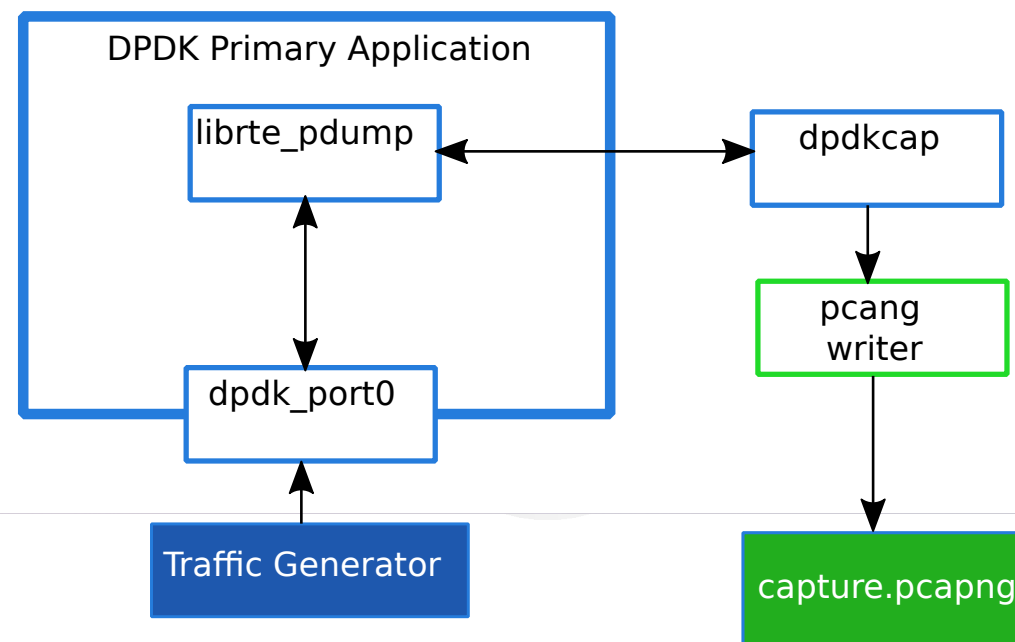 DPDK Primary Application
librte_pdump
dpdkcap
pcang
writer
dpdk_port0
Traffic Generator
capture.pcapng